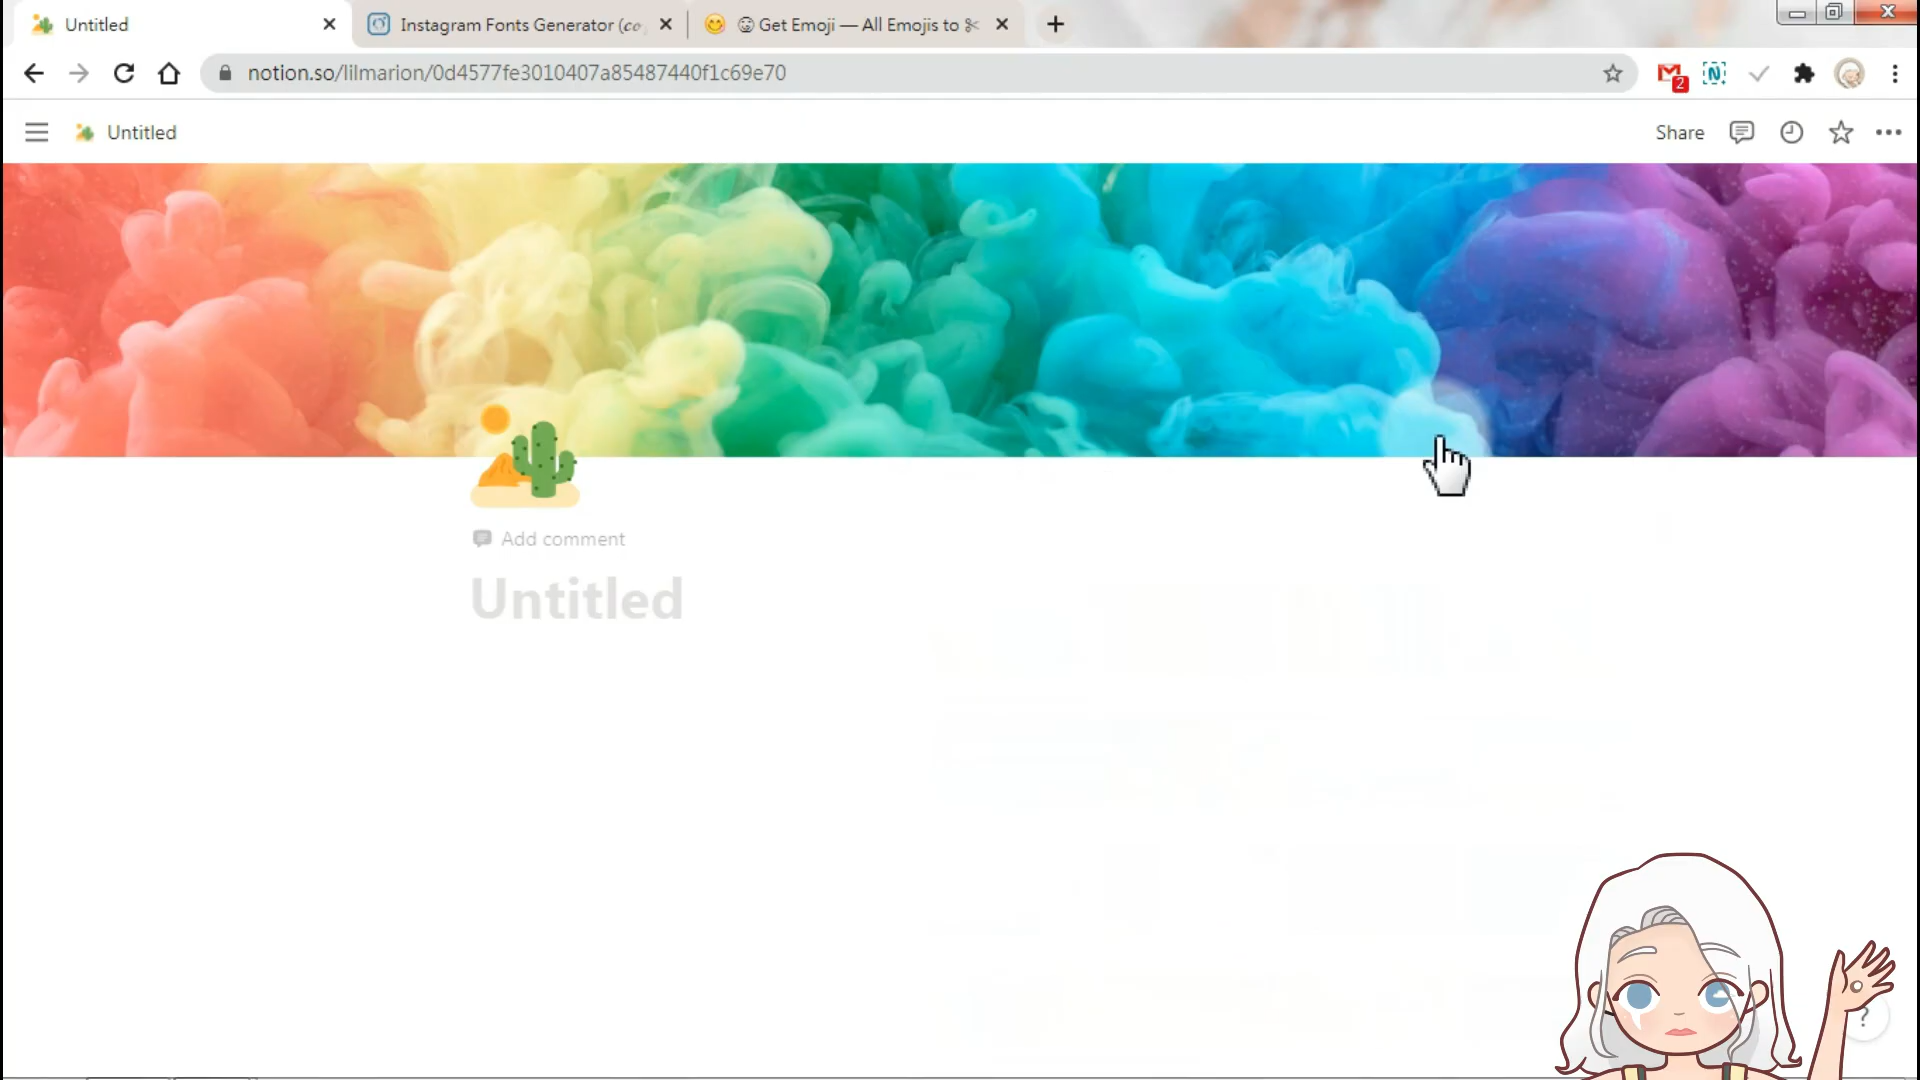 Untitled
Instagram Fonts Generator (co
Get Emoji — All Emojis to ✂
notion.so/lilmarion/0d4577fe3010407a85487440f1c69e70
2
Untitled
Share
Add comment
Untitled
?